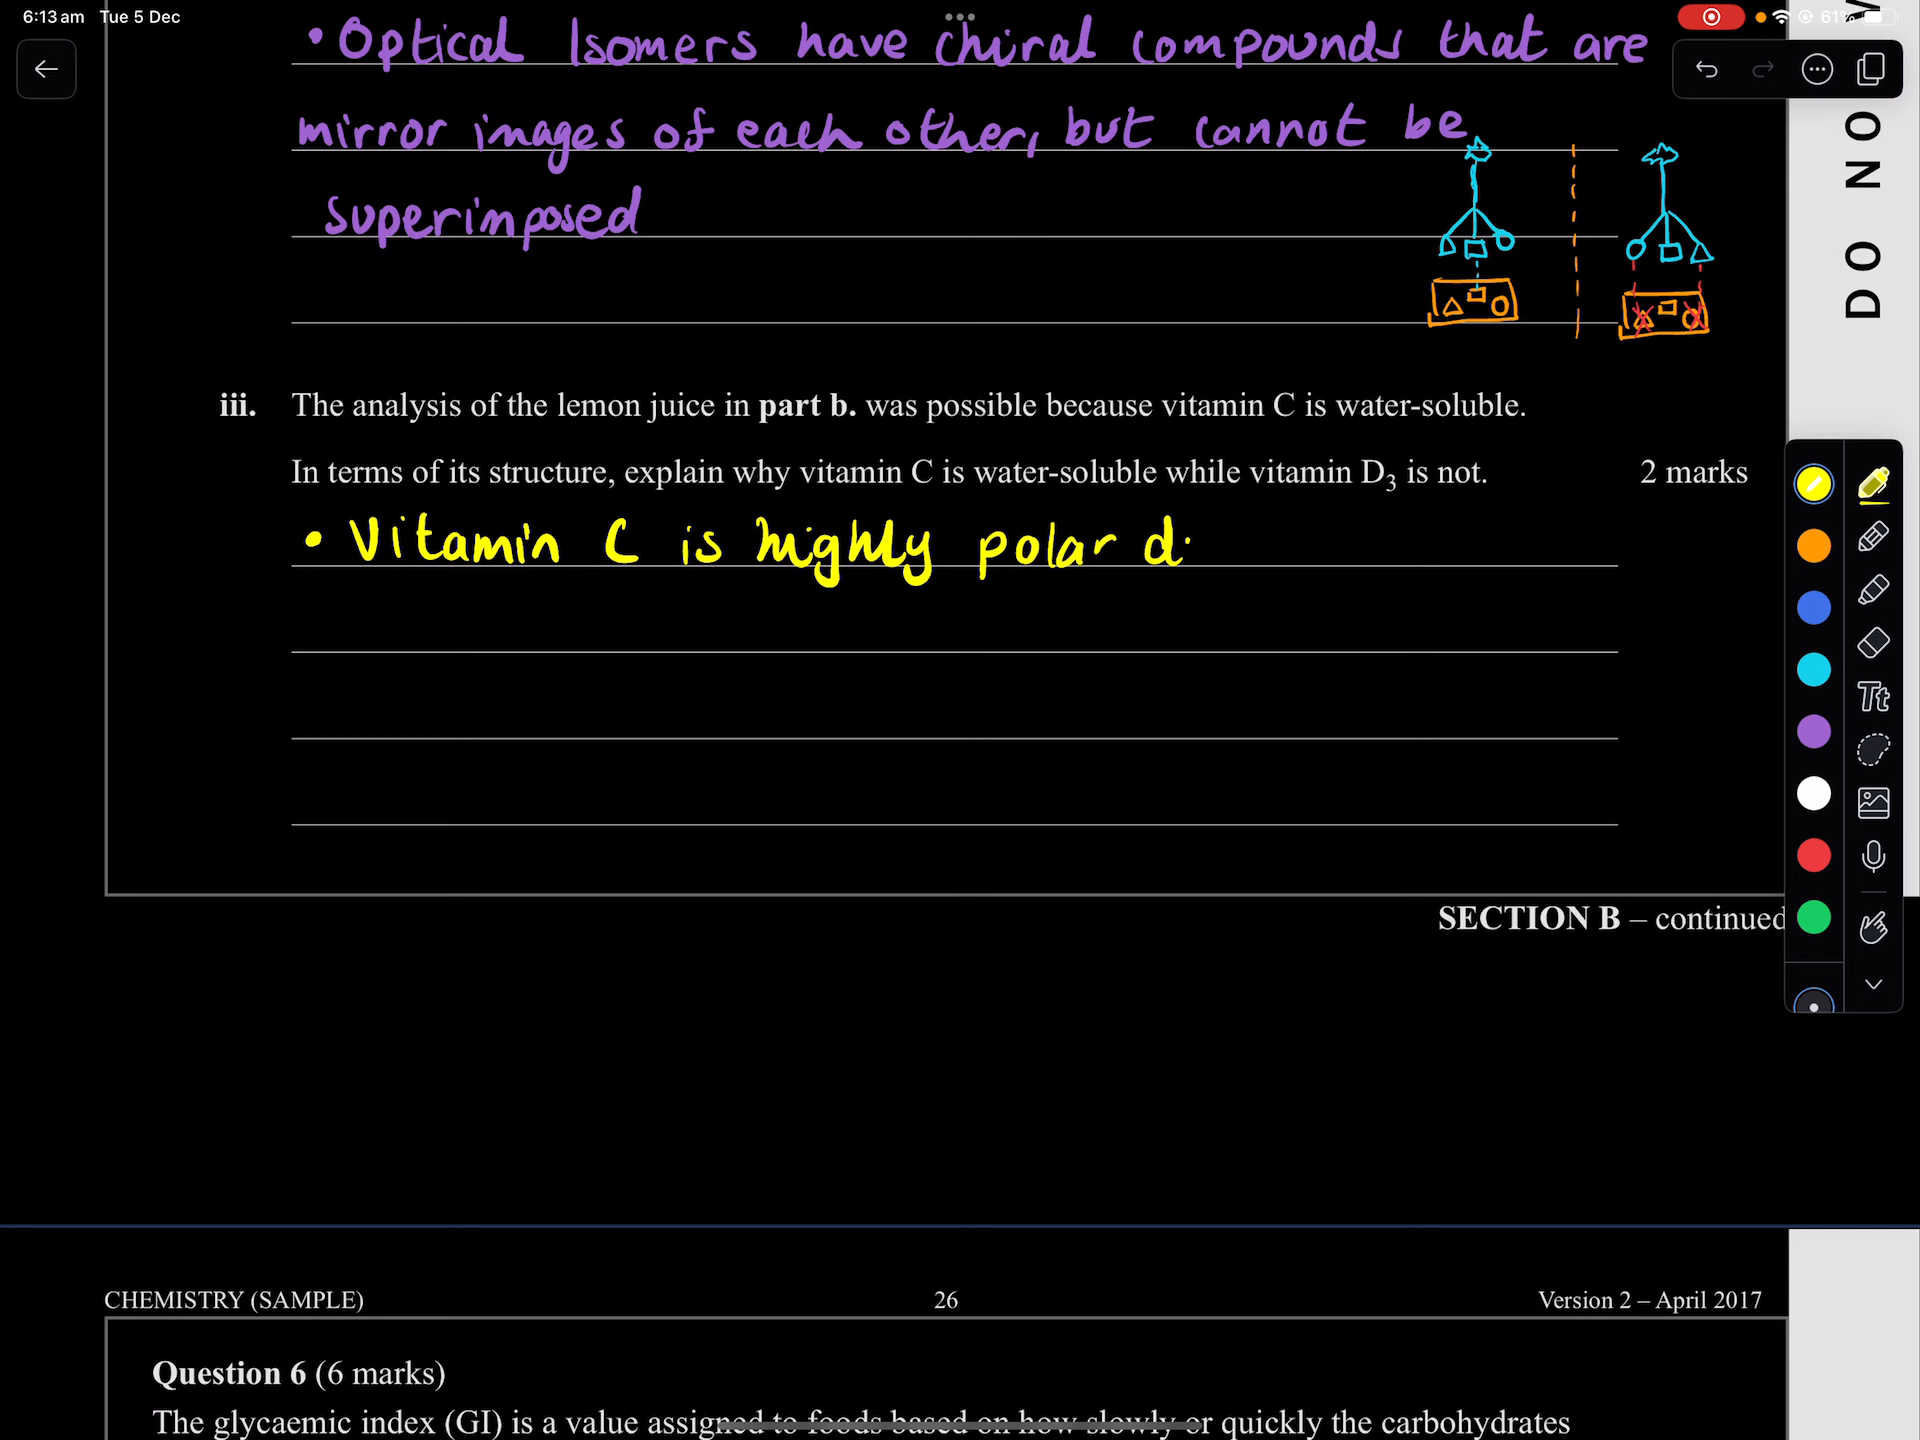 6:13 am Tue 5 Dec
61%
• Optical Isomers have chiral compounds that are
mirror images of each other, but cannot be
superimposed
DO NO
iii. The analysis of the lemon juice in part b. was possible because vitamin C is water-soluble.
In terms of its structure, explain why vitamin C is water-soluble while vitamin D3 is not. 2 marks
• Vitamin C is highly polar d
Tt
SECTION B – continued
CHEMISTRY (SAMPLE) 26 Version 2 – April 2017
Question 6 (6 marks)
The glycaemic index (GI) is a value assigned to foods based on how slowly or quickly the carbohydrates